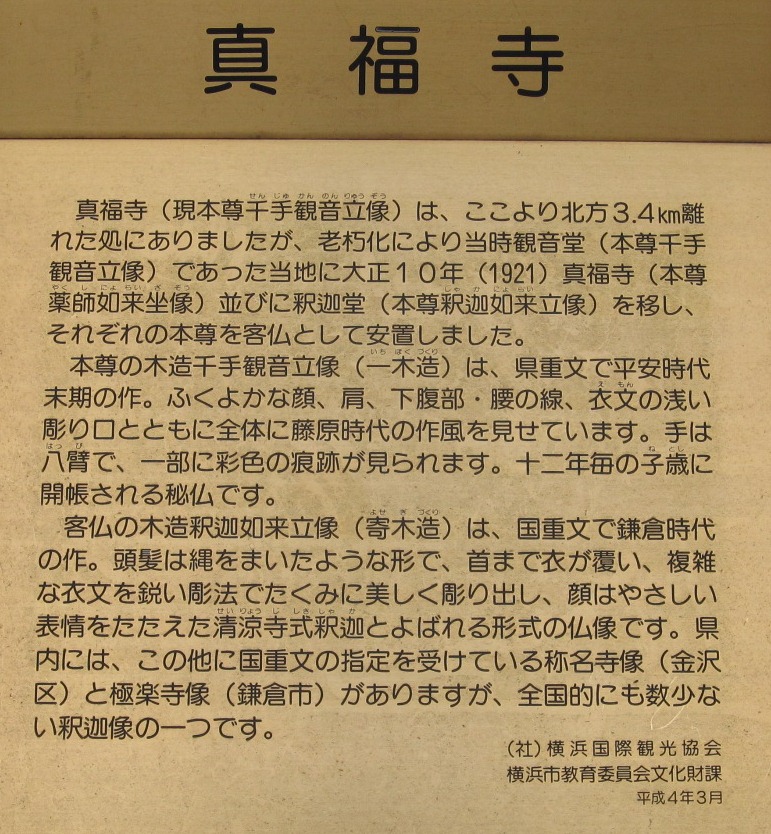 真福寺
真福寺（現本尊千手観音立像）は、ここより北方3.4km離
れた処にありましたが、老朽化により当時観音堂（本尊千手
観音立像）であった当地に大正１０年（1921）真福寺（本尊
薬師如来坐像）並びに釈迦堂（本尊釈迦如来立像）を移し、
それぞれの本尊を客仏として安置しました。
本尊の木造千手観音立像（一木造）は、県重文で平安時代
末期の作。ふくよかな顔、肩、下腹部・腰の線、衣文の浅い
彫り口とともに全体に藤原時代の作風を見せています。手は
八臂で、一部に彩色の痕跡が見られます。十二年毎の子歳に
開帳される秘仏です。
客仏の木造釈迦如来立像（寄木造）は、国重文で鎌倉時代
の作。頭髪は縄をまいたような形で、首まで衣が覆い、複雑
な衣文を鋭い彫法でたくみに美しく彫り出し、顔はやさしい
表情をたたえた清涼寺式釈迦とよばれる形式の仏像です。県
内には、この他に国重文の指定を受けている称名寺像（金沢
区）と極楽寺像（鎌倉市）がありますが、全国的にも数少な
い釈迦像の一つです。
（社）横浜国際観光協会
横浜市教育委員会文化財課
平成4年3月